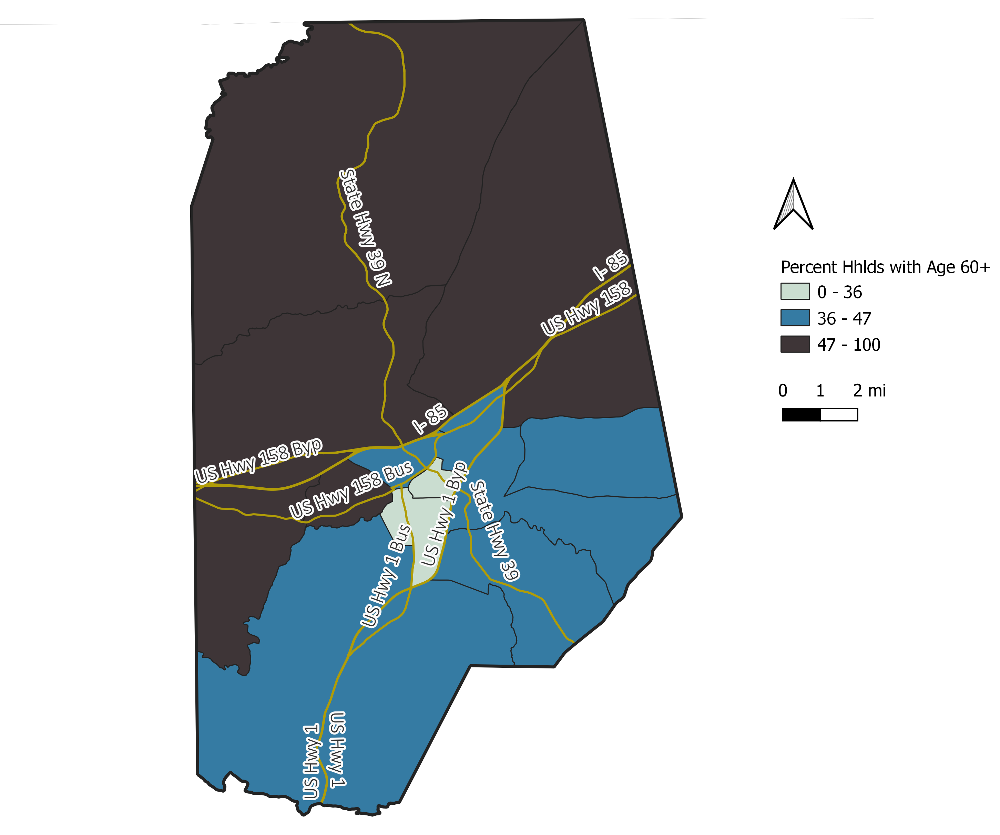 State Hwy 39 N
I- 85
US Hwy 158
Percent Hhlds with Age 60+
0 - 36
36 - 47
47 - 100
0 1 2 mi
I- 85
US Hwy 158 Byp
US Hwy 158 Bus
US Hwy 1 Byp
State Hwy 39
US Hwy 1 Bus
US Hwy 1
US Hwy 1